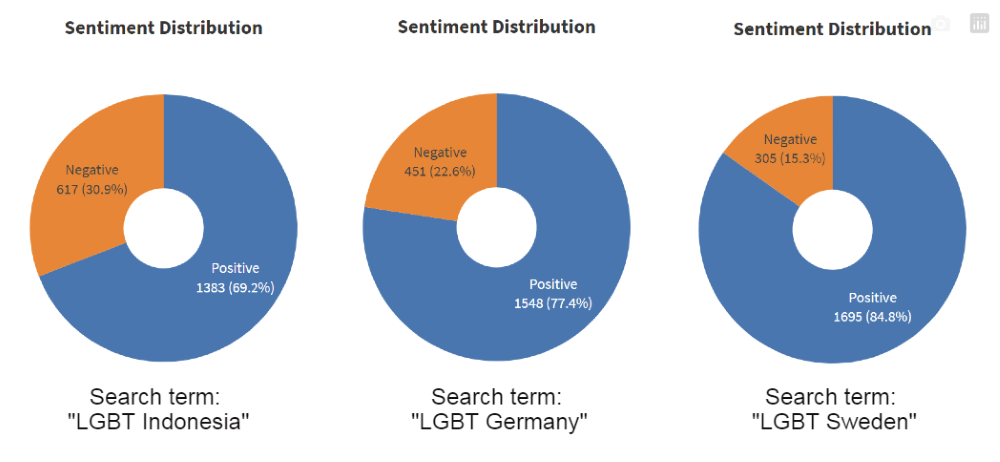 Sentiment Distribution
Negative
617 (30.9%)
Positive
1383 (69.2%)
Search term:
"LGBT Indonesia"
Sentiment Distribution
Negative
451 (22.6%)
Positive
1548 (77.4%)
Search term:
"LGBT Germany"
Sentiment Distribution
Negative
305 (15.3%)
Positive
1695 (84.8%)
Search term:
"LGBT Sweden"